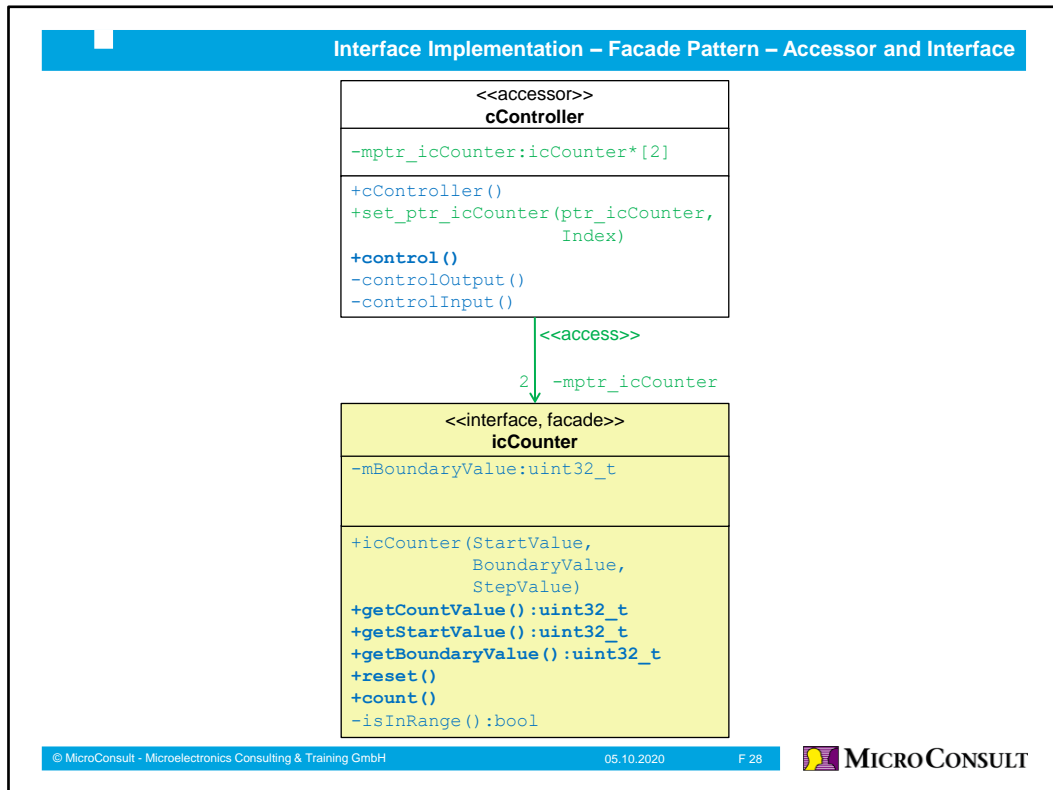 Interface Implementation – Facade Pattern – Accessor and Interface
<<accessor>>
cController
-mptr_icCounter:icCounter*[2]
+cController()
+set_ptr_icCounter(ptr_icCounter,
Index)
+control()
-controlOutput()
-controlInput()
<<access>>
2 -mptr_icCounter
<<interface, facade>>
icCounter
-mBoundaryValue:uint32_t
+icCounter(StartValue,
BoundaryValue,
StepValue)
+getCountValue():uint32_t
+getStartValue():uint32_t
+getBoundaryValue():uint32_t
+reset()
+count()
-isInRange():bool
© MicroConsult - Microelectronics Consulting & Training GmbH 05.10.2020 F 28 MICROCONSULT